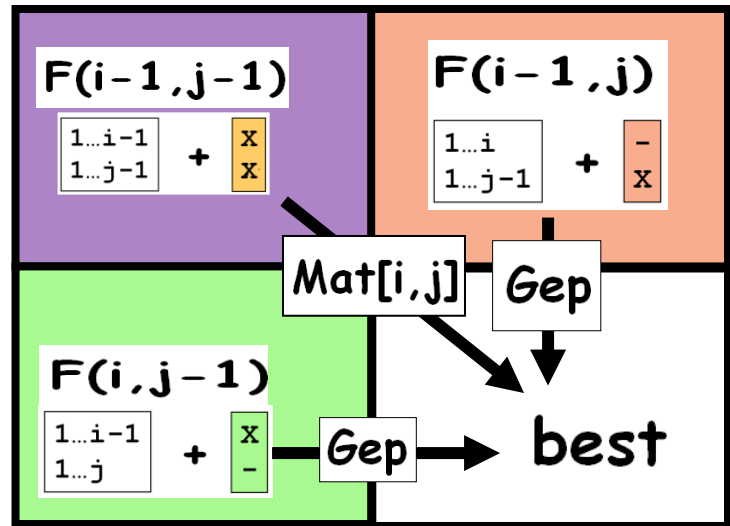 F(i-1,j-1)
1…i-1
1…j-1
+
X
X
F(i-1,j)
1…i
1…j-1
+
-
X
Mat[i,j]
Gep
F(i,j-1)
1…i-1
1…j
+
X
-
Gep
best